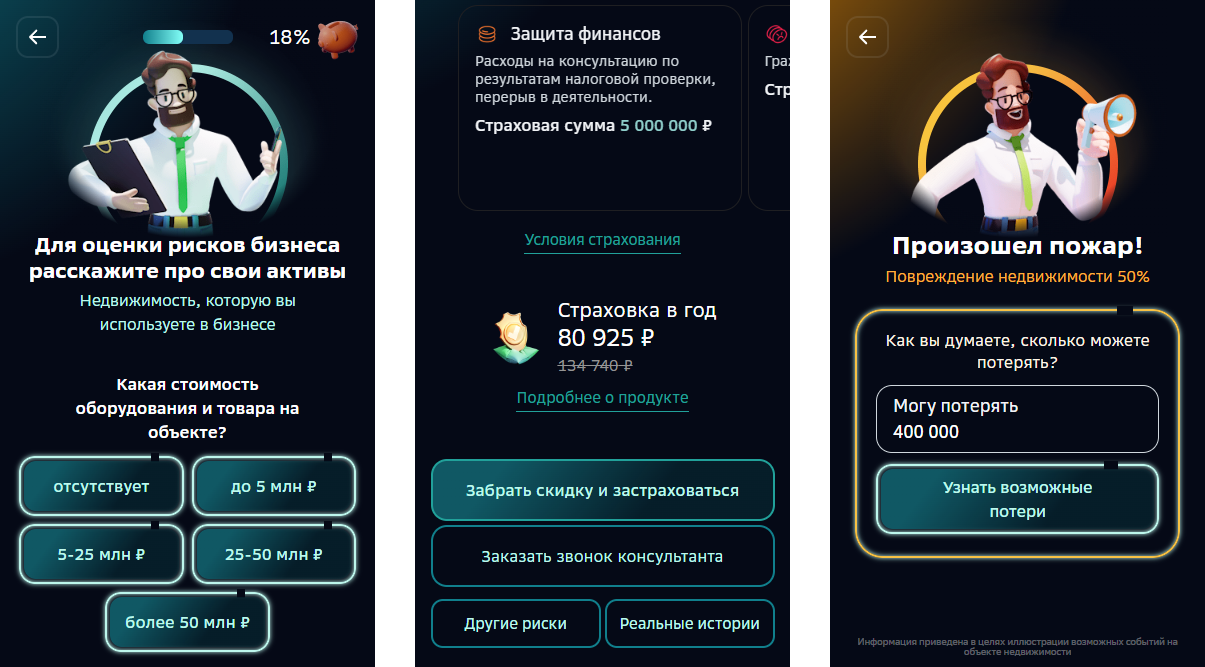 18%
Для оценки рисков бизнеса
расскажите про свои активы
Недвижимость, которую вы
используете в бизнесе
Какая стоимость
оборудования и товара на
объекте?
отсутствует
до 5 млн ₽
5-25 млн ₽
25-50 млн ₽
более 50 млн ₽
Защита финансов
Расходы на консультацию по
результатам налоговой проверки,
перерыв в деятельности.
Страховая сумма 5 000 000 ₽
Условия страхования
Страховка в год
80 925 ₽
134 740 ₽
Подробнее о продукте
Забрать скидку и застраховаться
Заказать звонок консультанта
Другие риски
Реальные истории
Произошел пожар!
Повреждение недвижимости 50%
Как вы думаете, сколько можете
потерять?
Могу потерять
400 000
Узнать возможные
потери
Информация приведена в целях иллюстрации возможных событий на
объекте недвижимости